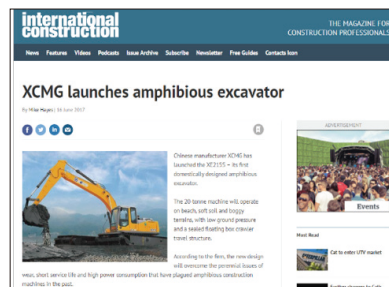 international
construction
THE MAGAZINE FOR
CONSTRUCTION PROFESSIONALS
News Features Videos Podcasts Issue Archive Subscribe Newsletter Free Guides Contacts Icon
XCMG launches amphibious excavator
By Mike Hayes | 16 June 2017
ADVERTISEMENT
Chinese manufacturer XCMG has
launched the XE215S – its first
domestically designed amphibious
excavator.
The 20 tonne machine will operate
on beach, soft soil and boggy
terrains, with low ground pressure
and a sealed floating box crawler
travel structure.
Events
Most Read
According to the firm, the new design
will overcome the perennial issues of
wear, short service life and high power consumption that have plagued amphibious construction
machines in the past.
Cat to enter UTV market